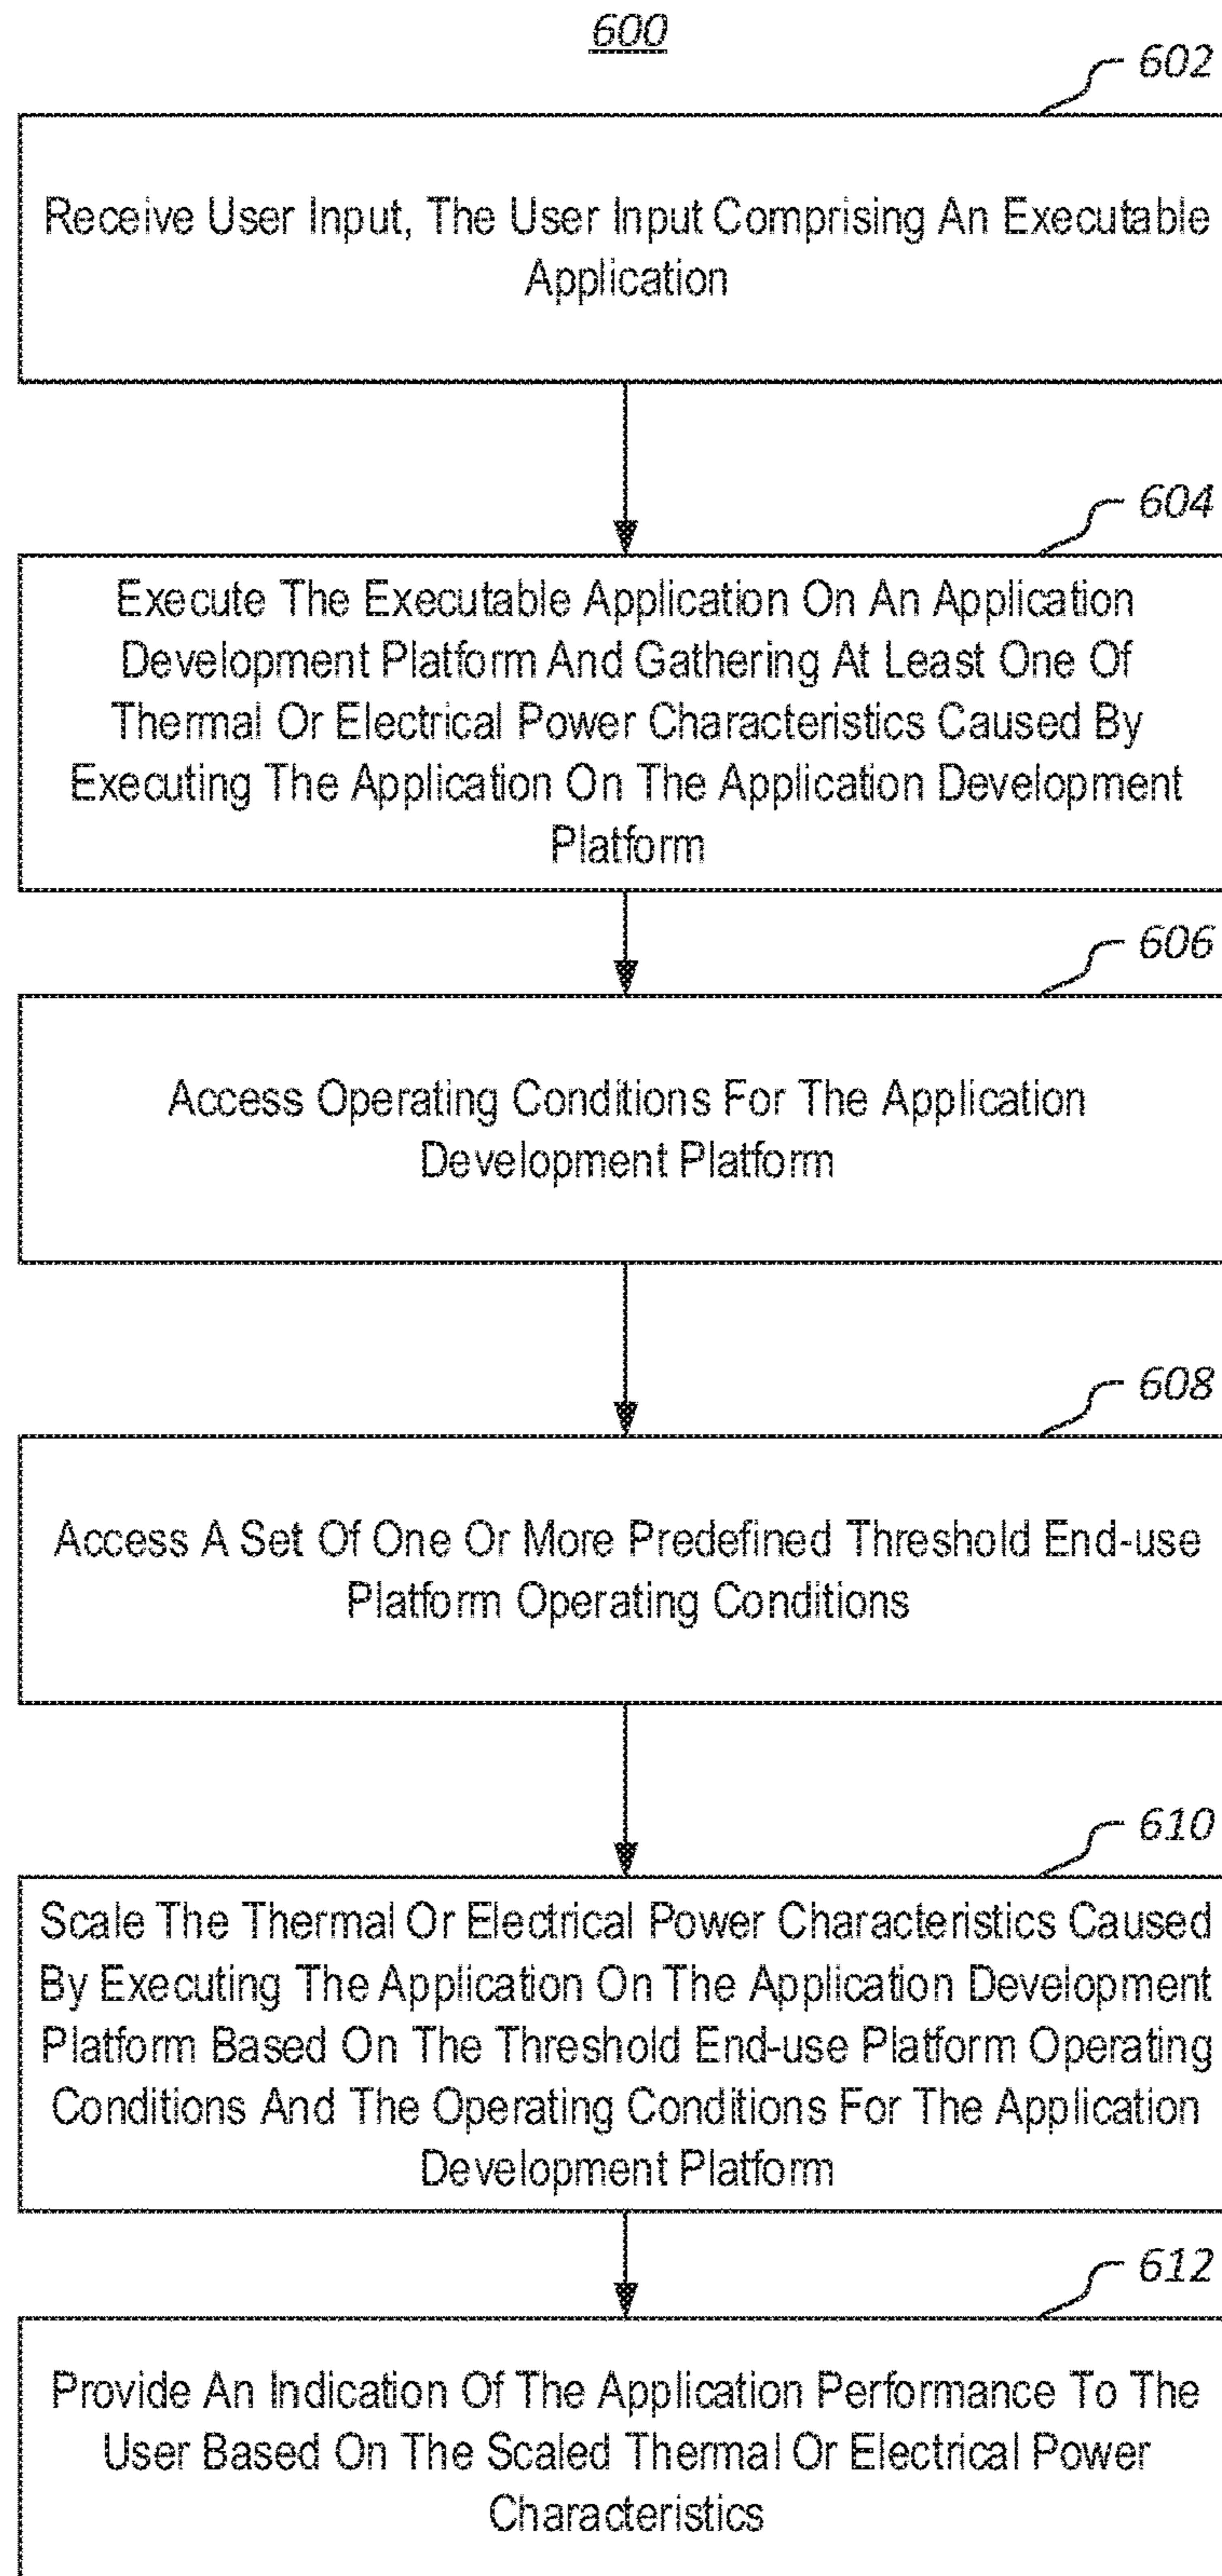 600
602
Receive User Input, The User Input Comprising An Executable
Application
604
Execute The Executable Application On An Application
Development Platform And Gathering At Least One Of
Thermal Or Electrical Power Characteristics Caused By
Executing The Application On The Application Development
Platform
606
Access Operating Conditions For The Application
Development Platform
608
Access A Set Of One Or More Predefined Threshold End-use
Platform Operating Conditions
610
Scale The Thermal Or Electrical Power Characteristics Caused
By Executing The Application On The Application Development
Platform Based On The Threshold End-use Platform Operating
Conditions And The Operating Conditions For The Application
Development Platform
612
Provide An Indication Of The Application Performance To The
User Based On The Scaled Thermal Or Electrical Power
Characteristics